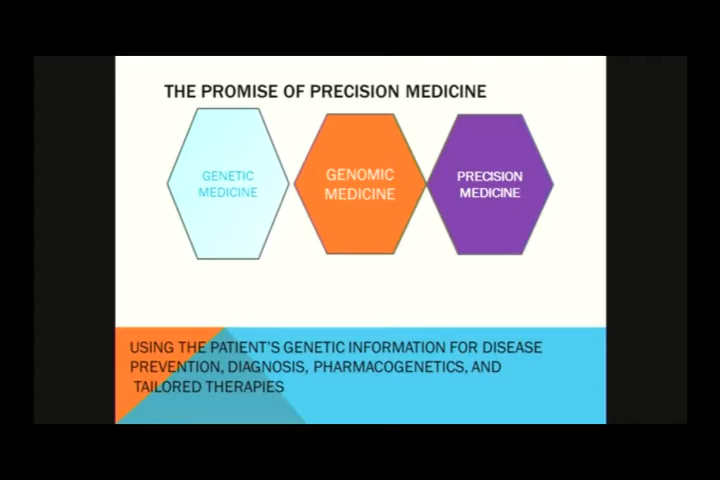 THE PROMISE OF PRECISION MEDICINE
GENETIC
MEDICINE
GENOMIC
MEDICINE
PRECISION
MEDICINE
USING THE PATIENT'S GENETIC INFORMATION FOR DISEASE
PREVENTION, DIAGNOSIS, PHARMACOGENETICS, AND
TAILORED THERAPIES